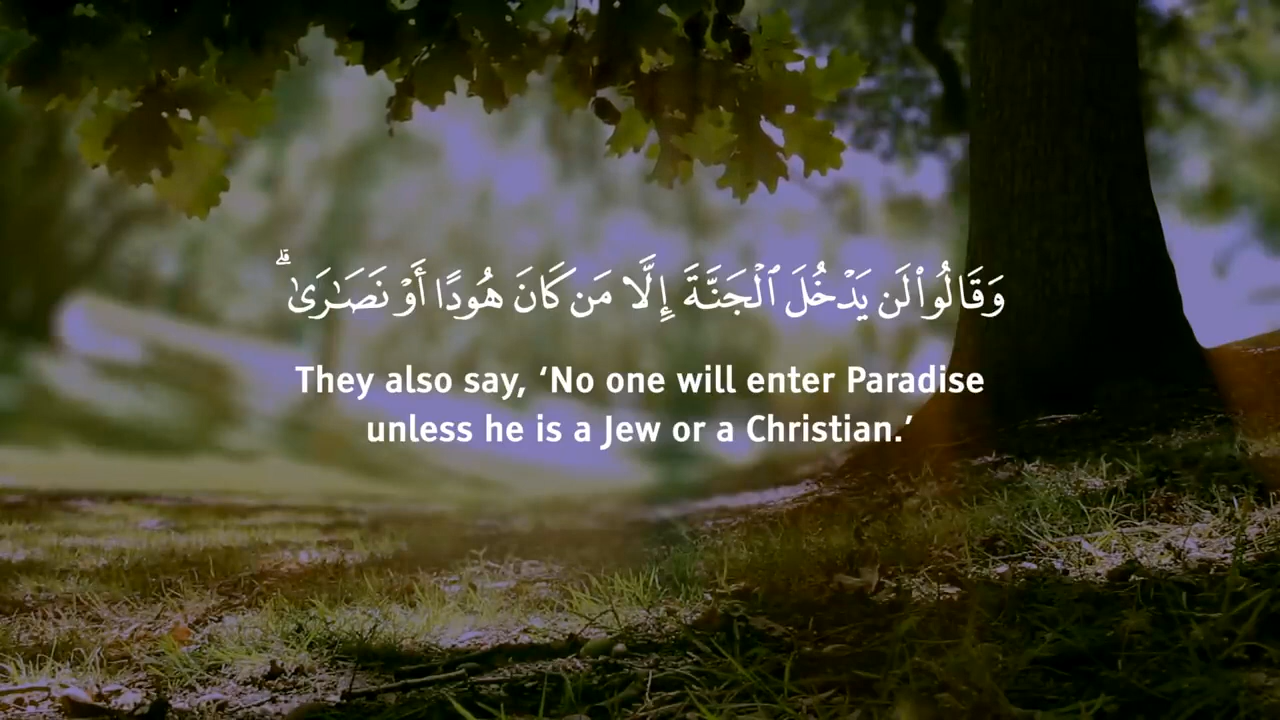 وَقَالُوا۟ لَن يَدْخُلَ ٱلْجَنَّةَ إِلَّا مَن كَانَ هُودًا أَوْ نَصَـٰرَىٰ ۗ
They also say, ‘No one will enter Paradise
unless he is a Jew or a Christian.’